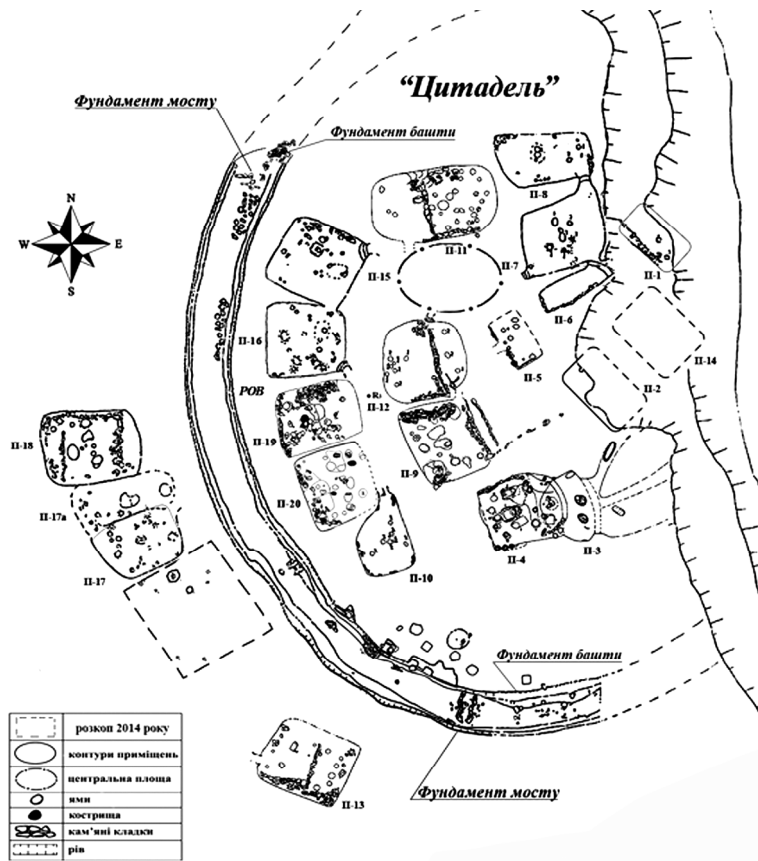 “Цитадель”
Фундамент мосту
Фундамент башти
N
W E
S
П-8
П-11
П-7
П-1
П-15
П-6
П-16
П-5
П-14
П-2
РОВ
R₁
П-12
П-19
П-9
П-18
П-20
П-17а
П-4
П-3
П-17
П-10
Фундамент башти
Фундамент мосту
П-13
розкоп 2014 року
контури приміщень
центральна площа
ями
кострища
кам’яні кладки
рів